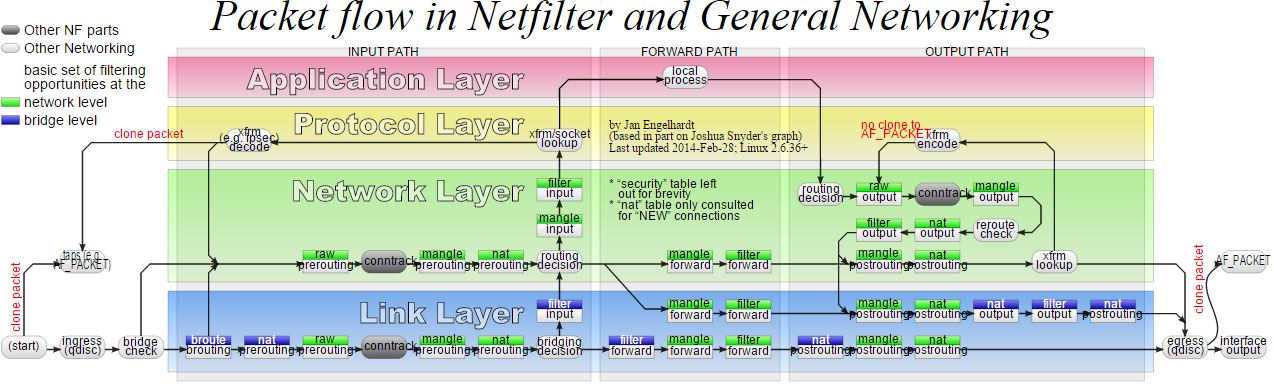 Packet flow in Netfilter and General Networking
Other NF parts
Other Networking
basic set of filtering
opportunities at the
network level
bridge level
INPUT PATH
FORWARD PATH
OUTPUT PATH
Application Layer
local
process
Protocol Layer
clone packet
xfrm
(e.g. ipsec)
decode
xfrm/socket
lookup
by Jan Engelhardt
(based in part on Joshua Snyder's graph)
Last updated 2014-Feb-28; Linux 2.6.36+
no clone to
AF_PACKET
xfrm
encode
Network Layer
filter
input
mangle
input
* “security” table left
out for brevity
* “nat” table only consulted
for “NEW” connections
routing
decision
raw
output
conntrack
mangle
output
filter
output
nat
output
reroute
check
taps (e.g.
AF_PACKET)
raw
prerouting
conntrack
mangle
prerouting
nat
prerouting
routing
decision
mangle
forward
filter
forward
mangle
postrouting
nat
postrouting
xfrm
lookup
clone packet
AF_PACKET
Link Layer
filter
input
mangle
forward
filter
forward
mangle
postrouting
nat
postrouting
nat
output
filter
output
nat
postrouting
clone packet
(start)
ingress
(qdisc)
bridge
check
broute
brouting
nat
prerouting
raw
prerouting
conntrack
mangle
prerouting
nat
prerouting
bridging
decision
filter
forward
mangle
forward
filter
forward
nat
postrouting
mangle
postrouting
nat
postrouting
egress
(qdisc)
interface
output